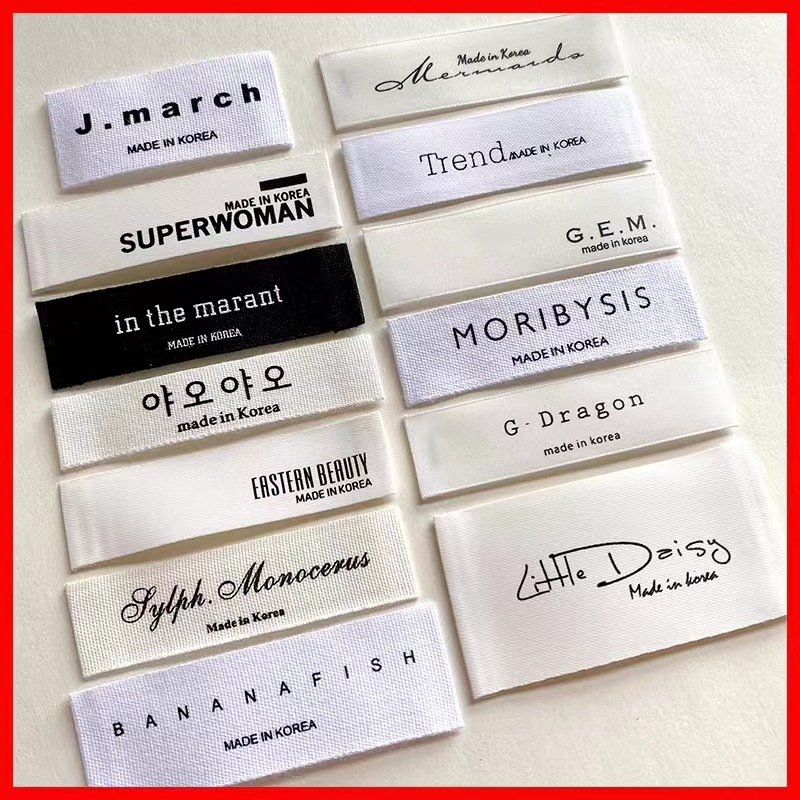 J.march
MADE IN KOREA
MADE IN KOREA
SUPERWOMAN
in the marant
MADE IN KOREA
야오야오
made in Korea
EASTERN BEAUTY
MADE IN KOREA
Sylph. Monocerus
Made in Korea
BANANAFISH
MADE IN KOREA
Made in Korea
Mermaids
Trend MADE IN KOREA
G.E.M.
made in korea
MORIBYSIS
MADE IN KOREA
G-Dragon
made in korea
Little Daisy
Made in korea